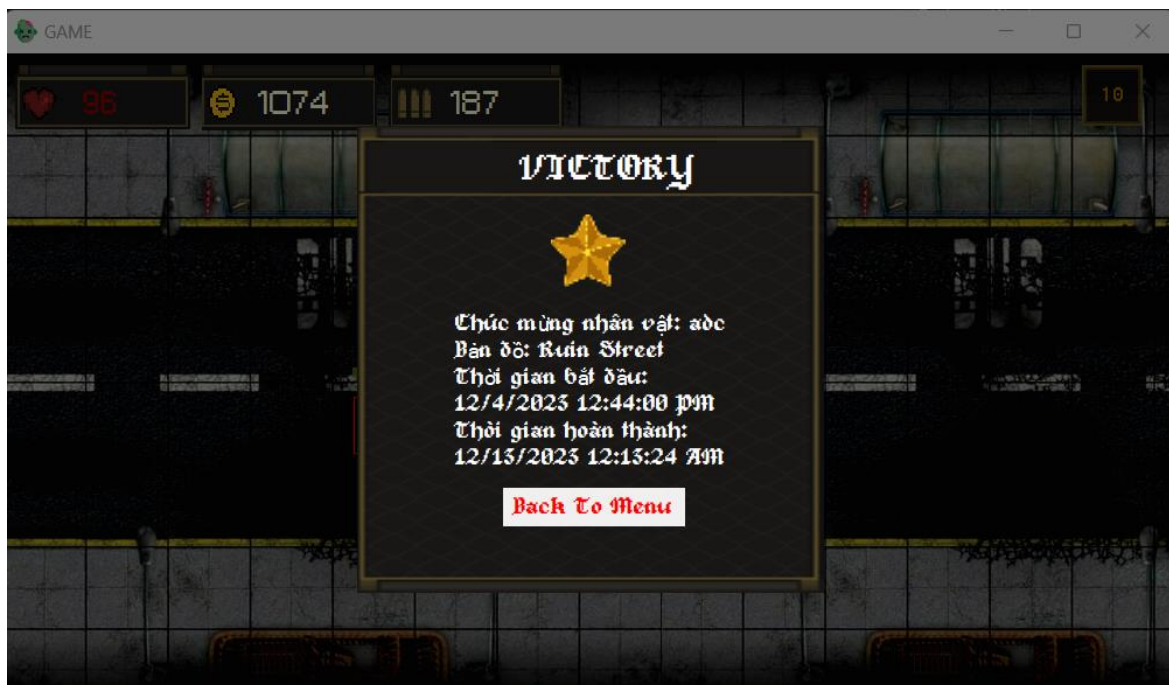 GAME
96
1074
187
10
VICTORY
Chúc mừng nhân vật: adc
Bản đồ: Ruin Street
Thời gian bắt đầu:
12/4/2023 12:44:00 PM
Thời gian hoàn thành:
12/13/2023 12:13:24 AM
Back To Menu